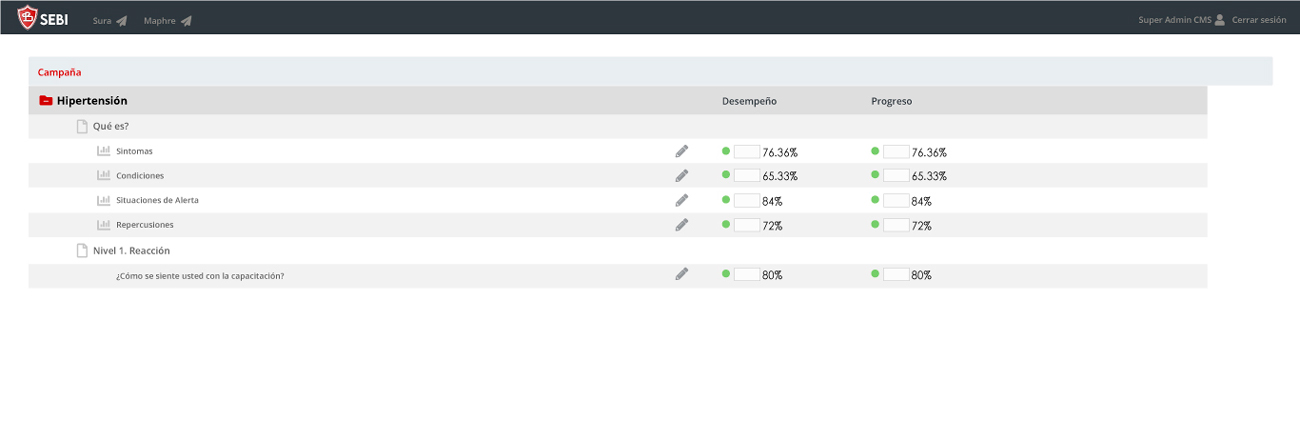 SEBI Sura Maphre Super Admin CMS Cerrar sesión
Campaña
Hipertensión Desempeño Progreso
Qué es?
Sintomas 76.36% 76.36%
Condiciones 65.33% 65.33%
Situaciones de Alerta 84% 84%
Repercusiones 72% 72%
Nivel 1. Reacción
¿Cómo se siente usted con la capacitación? 80% 80%